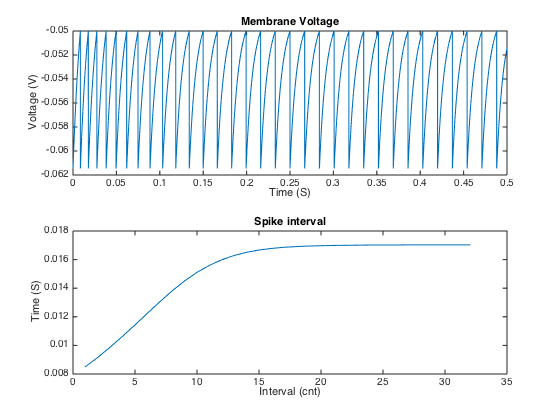 Membrane Voltage
-0.05
-0.052
-0.054
-0.056
-0.058
-0.06
-0.062
Voltage (V)
0 0.05 0.1 0.15 0.2 0.25 0.3 0.35 0.4 0.45 0.5
Time (S)
Spike interval
0.018
0.016
0.014
0.012
0.01
0.008
Time (S)
0 5 10 15 20 25 30 35
Interval (cnt)